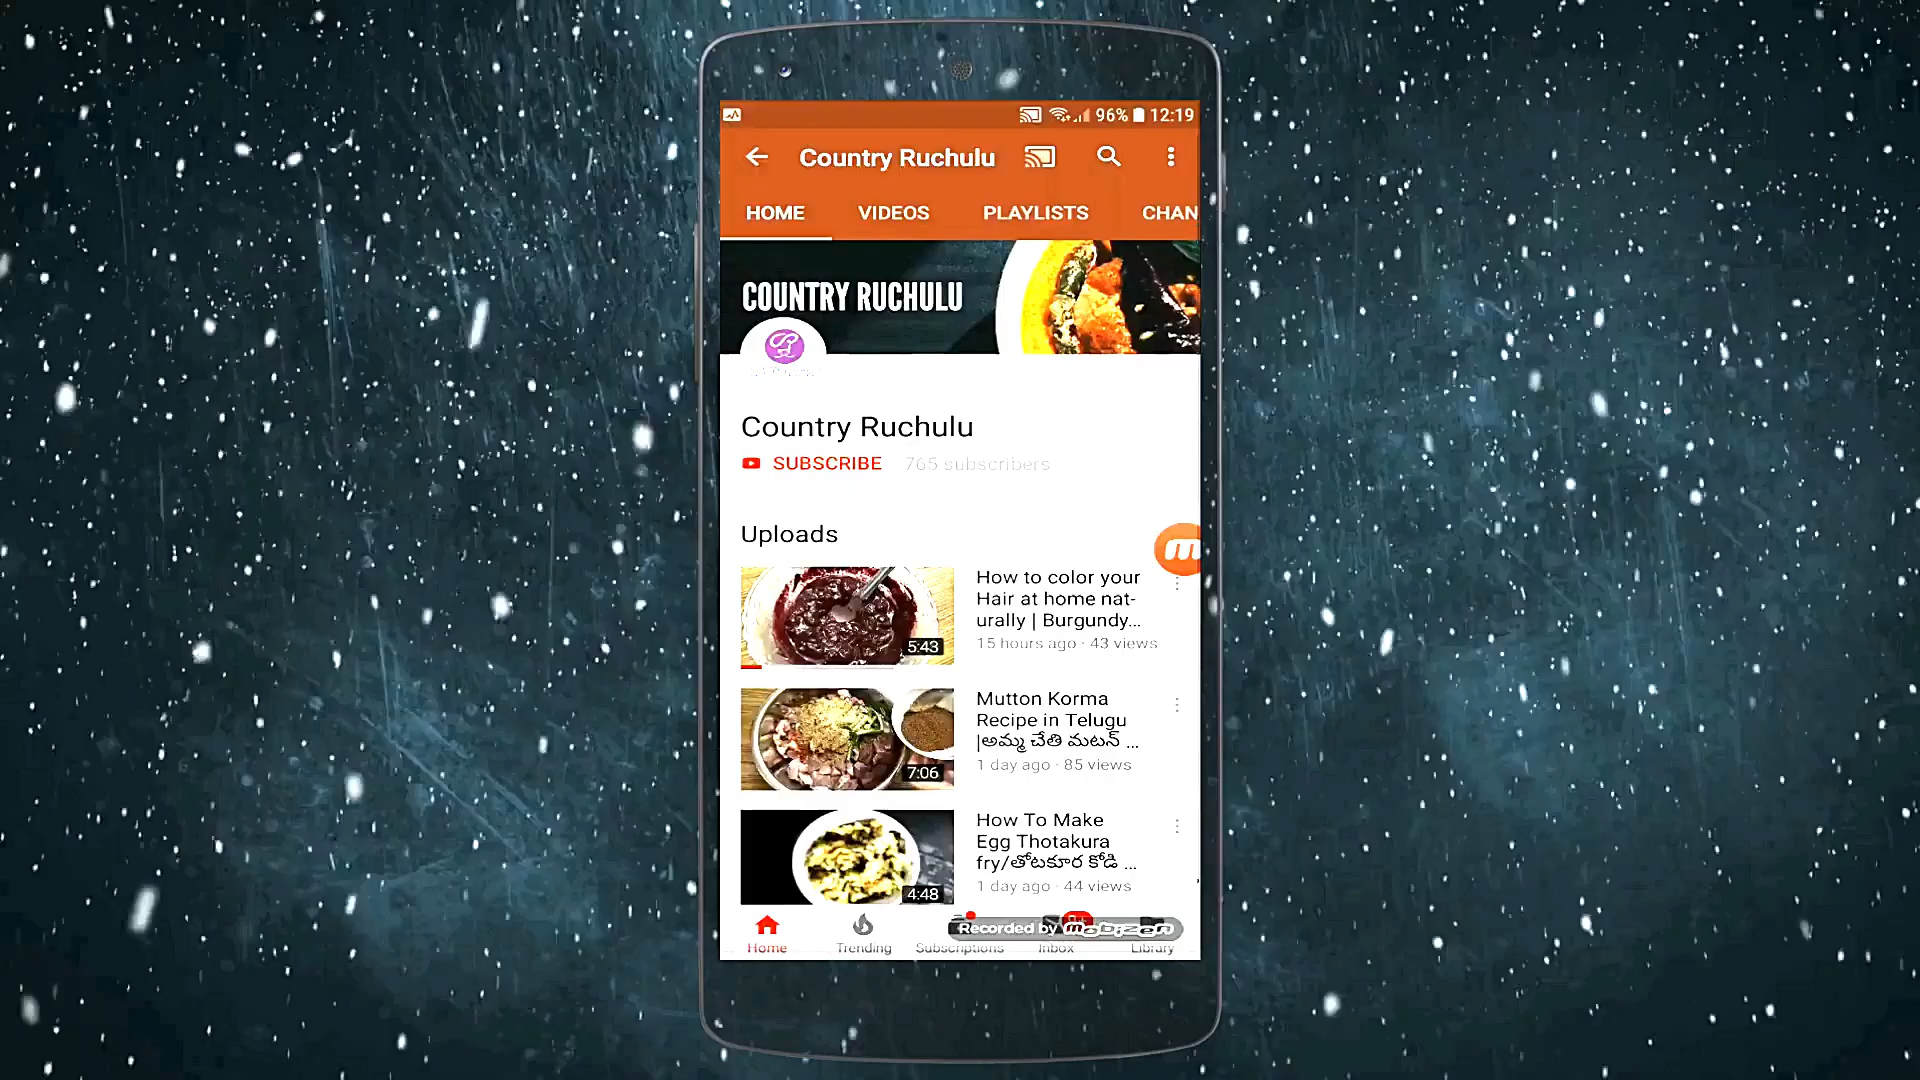 96% 12:19
Country Ruchulu
HOME VIDEOS PLAYLISTS CHAN
COUNTRY RUCHULU
Country Ruchulu
SUBSCRIBE 765 subscribers
Uploads
How to color your
Hair at home nat-
urally | Burgundy...
15 hours ago · 43 views
5:43
Mutton Korma
Recipe in Telugu
|అమ్మ చేతి మటన్ ...
1 day ago · 85 views
7:06
How To Make
Egg Thotakura
fry/తోటకూర కోడి ...
1 day ago · 44 views
4:48
Recorded by mobizen
Home Trending Subscriptions Inbox Library